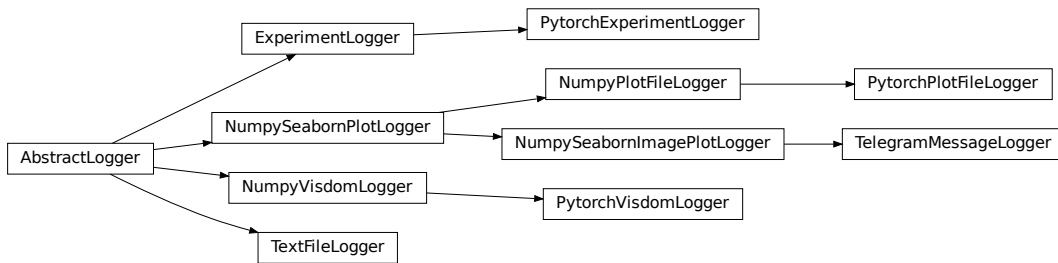 PytorchExperimentLogger
ExperimentLogger
NumpyPlotFileLogger
PytorchPlotFileLogger
NumpySeabornPlotLogger
NumpySeabornImagePlotLogger
TelegramMessageLogger
AbstractLogger
NumpyVisdomLogger
PytorchVisdomLogger
TextFileLogger